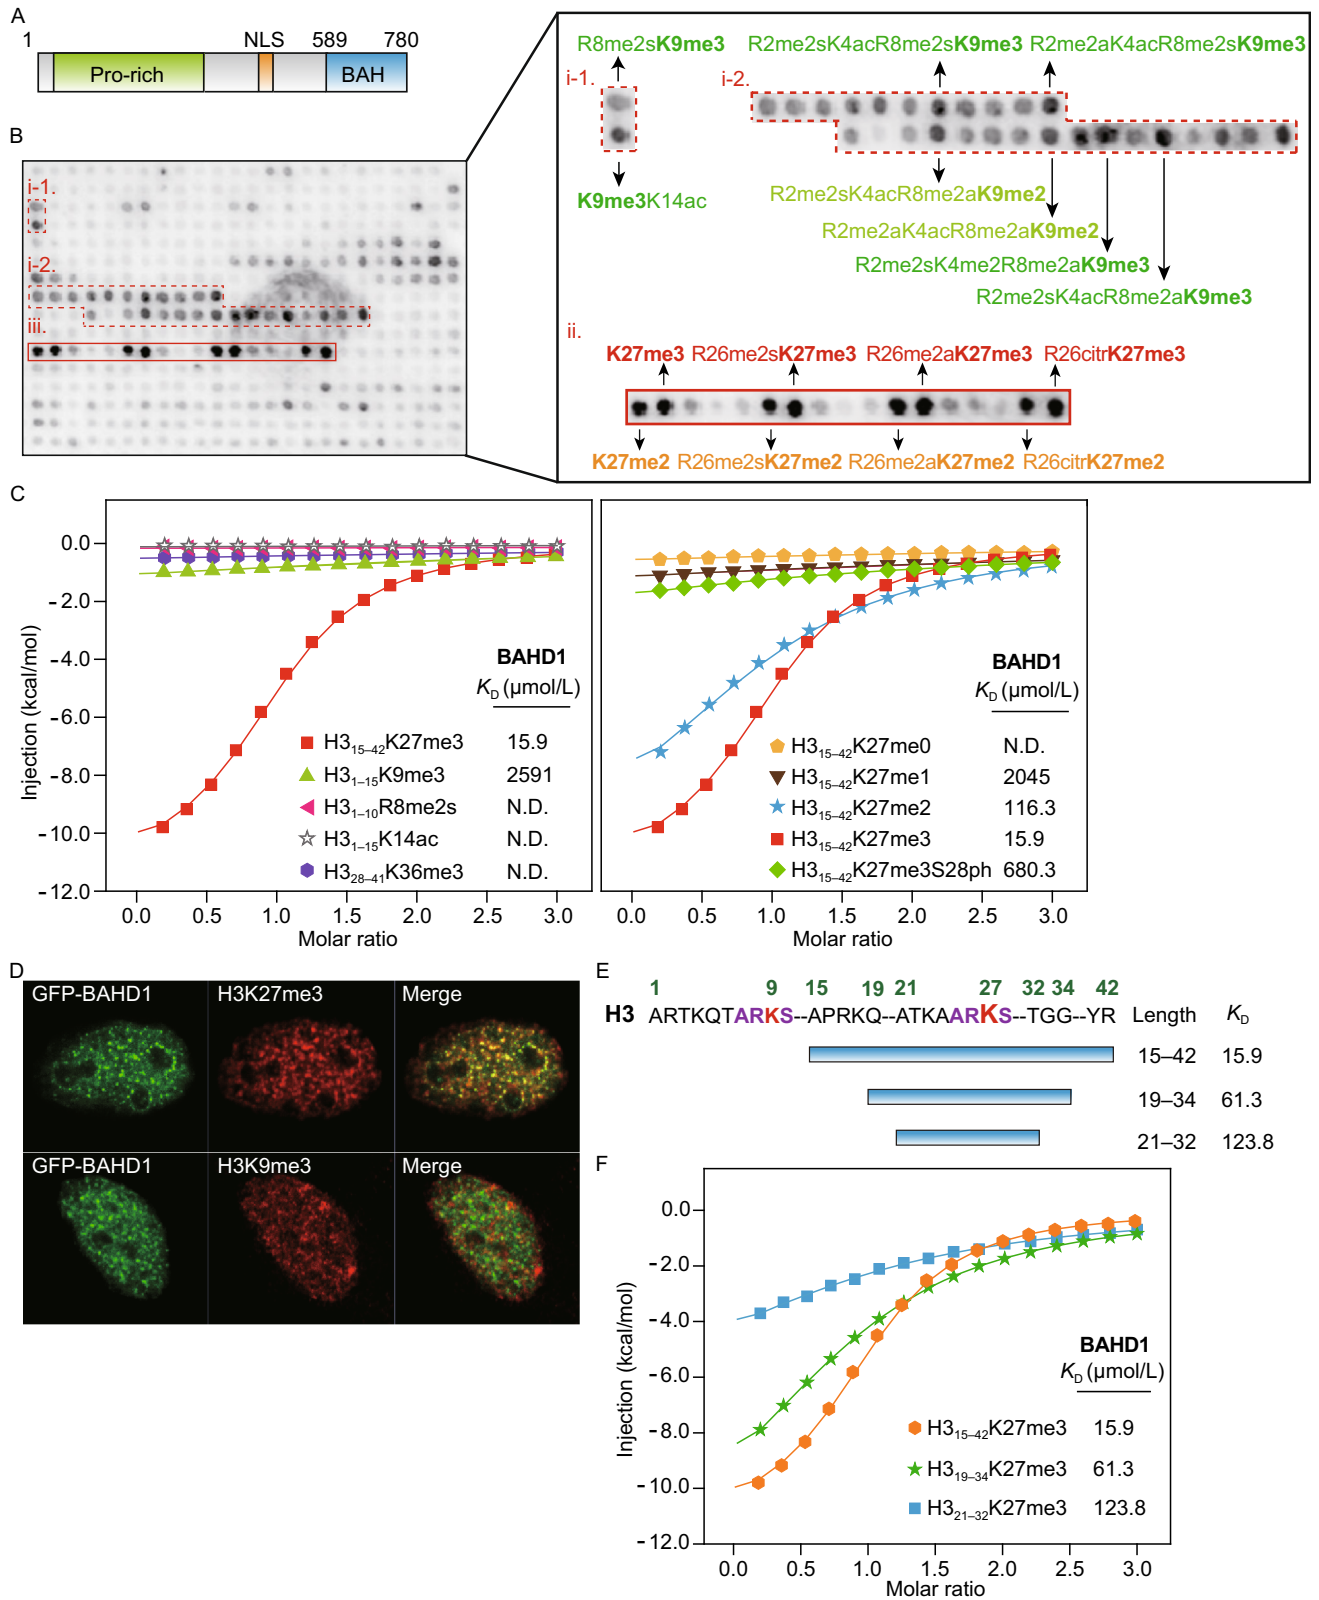 A
1 NLS 589 780
Pro-rich BAH
B
i-1.
i-2.
iii.
R8me2sK9me3 R2me2sK4acR8me2sK9me3 R2me2aK4acR8me2sK9me3
i-1. i-2.
K9me3K14ac
R2me2sK4acR8me2aK9me2
R2me2aK4acR8me2aK9me2
R2me2sK4me2R8me2aK9me3
R2me2sK4acR8me2aK9me3
ii.
K27me3 R26me2sK27me3 R26me2aK27me3 R26citrK27me3
K27me2 R26me2sK27me2 R26me2aK27me2 R26citrK27me2
C
Injection (kcal/mol)
0.0
-2.0
-4.0
-6.0
-8.0
-10.0
-12.0
BAHD1
KD (μmol/L)
H315–42K27me3 15.9
H31–15K9me3 2591
H31–10R8me2s N.D.
H31–15K14ac N.D.
H328–41K36me3 N.D.
0.0 0.5 1.0 1.5 2.0 2.5 3.0
Molar ratio
BAHD1
KD (μmol/L)
H315–42K27me0 N.D.
H315–42K27me1 2045
H315–42K27me2 116.3
H315–42K27me3 15.9
H315–42K27me3S28ph 680.3
0.0 0.5 1.0 1.5 2.0 2.5 3.0
Molar ratio
D
GFP-BAHD1 H3K27me3 Merge
GFP-BAHD1 H3K9me3 Merge
E
1 9 15 19 21 27 32 34 42
H3 ARTKQTARKS--APRKQ--ATKAARKS--TGG--YR Length KD
15–42 15.9
19–34 61.3
21–32 123.8
F
Injection (kcal/mol)
0.0
-2.0
-4.0
-6.0
-8.0
-10.0
-12.0
BAHD1
KD (μmol/L)
H315–42K27me3 15.9
H319–34K27me3 61.3
H321–32K27me3 123.8
0.0 0.5 1.0 1.5 2.0 2.5 3.0
Molar ratio